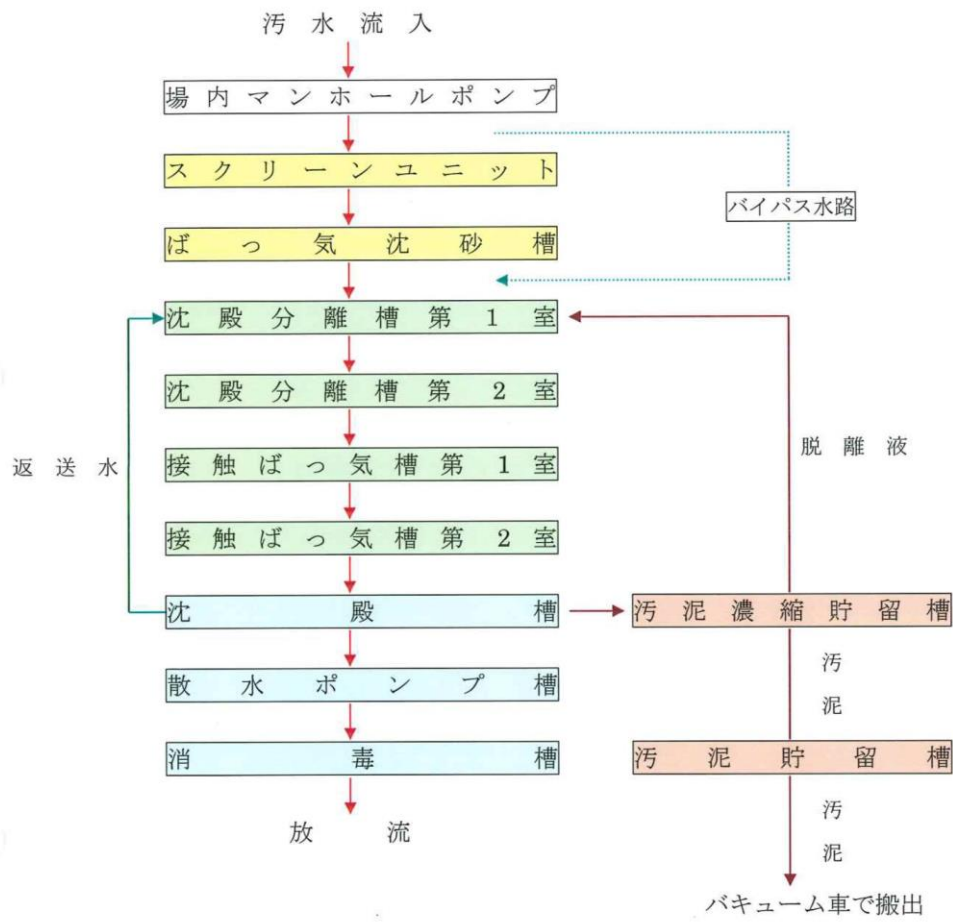 汚水流入
場内マンホールポンプ
スクリーンユニット
バイパス水路
ばっ気沈砂槽
沈殿分離槽第1室
沈殿分離槽第2室
返送水
接触ばっ気槽第1室
脱離液
接触ばっ気槽第2室
沈殿槽
汚泥濃縮貯留槽
汚泥
散水ポンプ槽
消毒槽
汚泥貯留槽
放流
汚泥
バキューム車で搬出